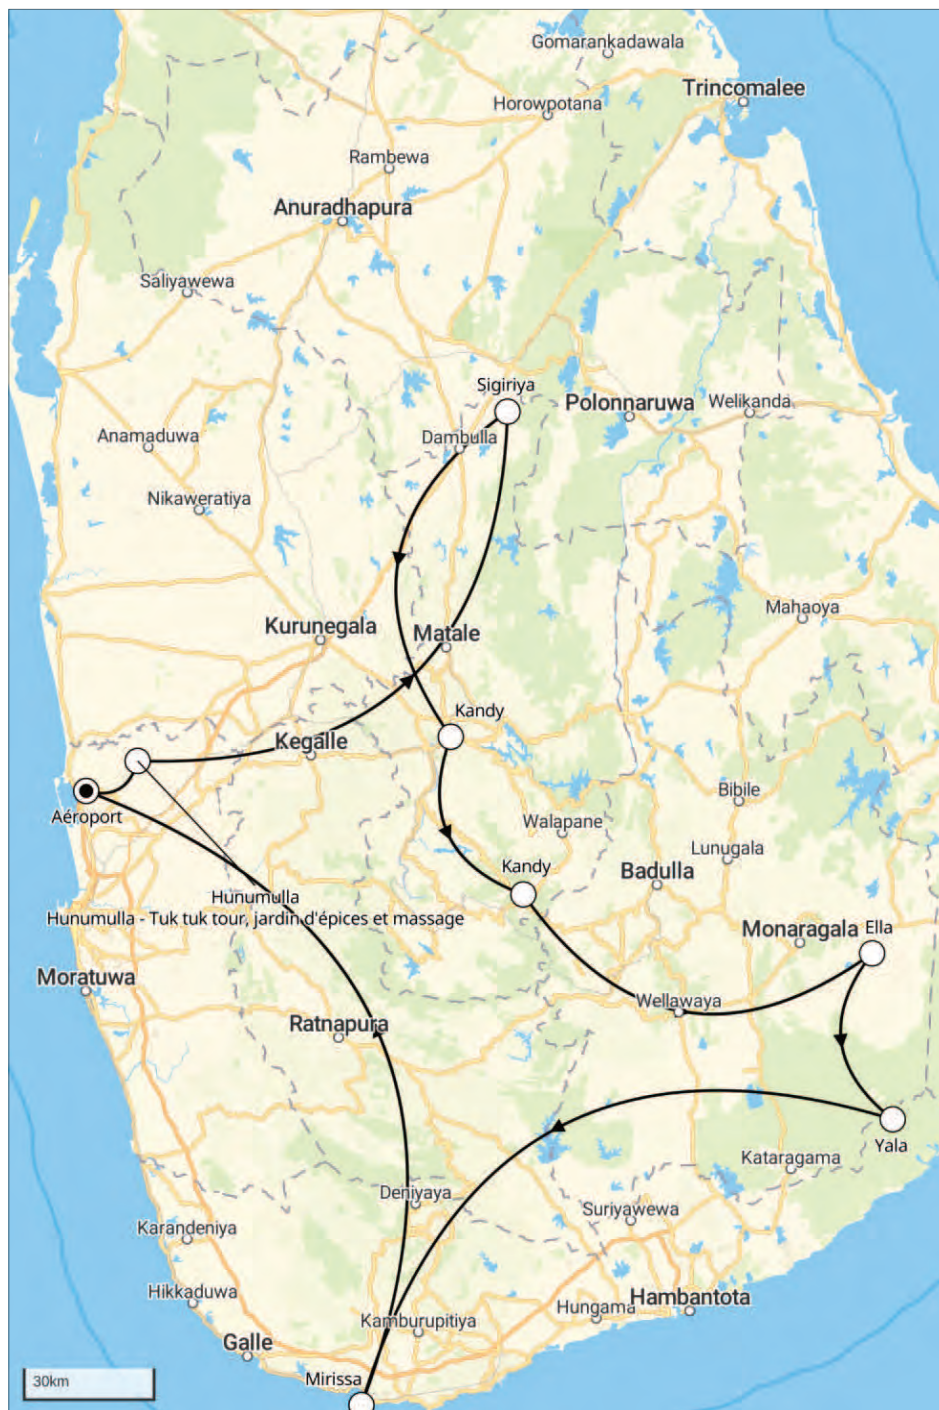 Gomarankadawala
Trincomalee
Horowpotana
Rambewa
Anuradhapura
Saliyawewa
Sigiriya
Polonnaruwa
Welikanda
Dambulla
Anamaduwa
Nikaweratiya
Mahaoya
Kurunegala
Matale
Kandy
Kegalle
Bibile
Aéroport
Walapane
Lunugala
Kandy
Badulla
Hunumulla
Hunumulla - Tuk tuk tour, jardin d'épices et massage
Monaragala
Ella
Moratuwa
Wellawaya
Ratnapura
Yala
Kataragama
Deniyaya
Suriyawewa
Karandeniya
Hikkaduwa
Hungama
Hambantota
Kamburupitiya
Galle
Mirissa
30km